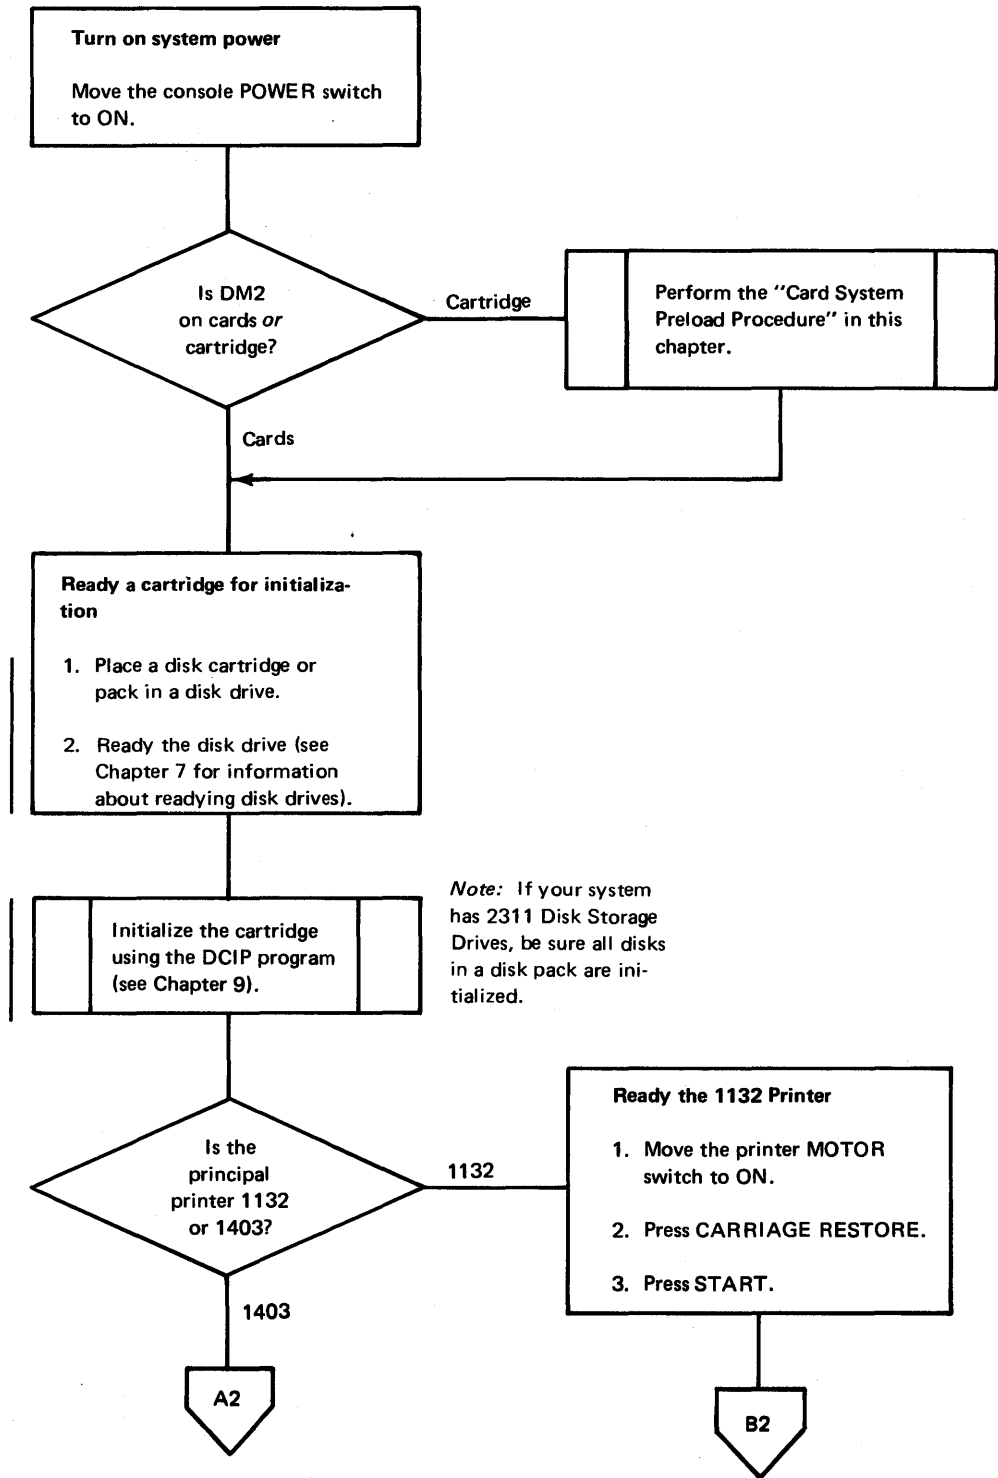 Turn on system power
Move the console POWER switch
to ON.
Is DM2
on cards or
cartridge?
Cartridge
Perform the "Card System
Preload Procedure" in this
chapter.
Cards
Ready a cartridge for initializa-
tion
1. Place a disk cartridge or
pack in a disk drive.
2. Ready the disk drive (see
Chapter 7 for information
about readying disk drives).
Initialize the cartridge
using the DCIP program
(see Chapter 9).
Note: If your system
has 2311 Disk Storage
Drives, be sure all disks
in a disk pack are ini-
tialized.
Is the
principal
printer 1132
or 1403?
1132
Ready the 1132 Printer
1. Move the printer MOTOR
switch to ON.
2. Press CARRIAGE RESTORE.
3. Press START.
1403
A2
B2